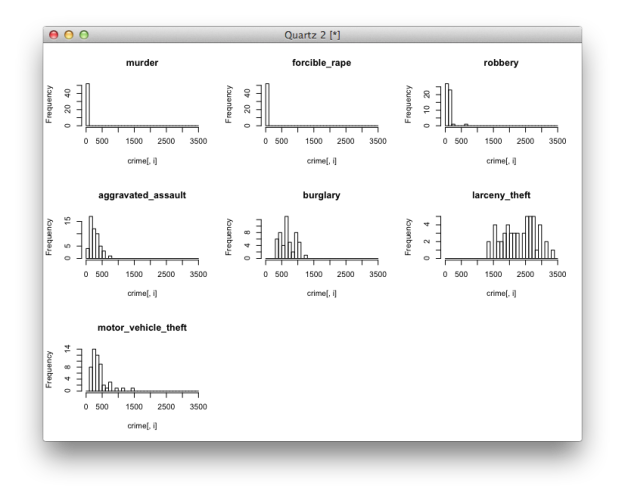 Quartz 2 [*]
murder
Frequency
0 20 40
0 500 1500 2500 3500
crime[, i]
forcible_rape
Frequency
0 20 40
0 500 1500 2500 3500
crime[, i]
robbery
Frequency
0 10 20
0 500 1500 2500 3500
crime[, i]
aggravated_assault
Frequency
0 5 15
0 500 1500 2500 3500
crime[, i]
burglary
Frequency
0 4 8
0 500 1500 2500 3500
crime[, i]
larceny_theft
Frequency
0 2 4
0 500 1500 2500 3500
crime[, i]
motor_vehicle_theft
Frequency
0 4 8 14
0 500 1500 2500 3500
crime[, i]